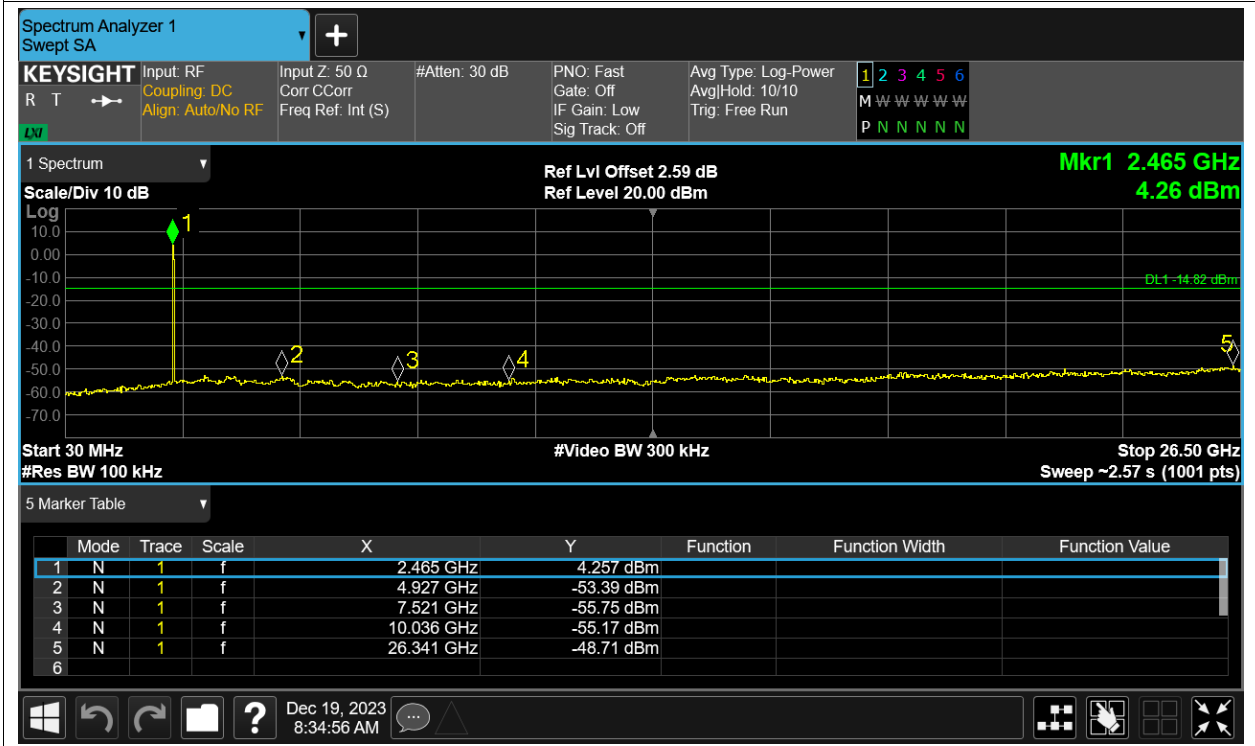 Spectrum Analyzer 1
Swept SA
+
KEYSIGHT
R T
LXI
Input: RF
Coupling: DC
Align: Auto/No RF
Input Z: 50 Ω
Corr CCorr
Freq Ref: Int (S)
#Atten: 30 dB
PNO: Fast
Gate: Off
IF Gain: Low
Sig Track: Off
Avg Type: Log-Power
Avg|Hold: 10/10
Trig: Free Run
1 2 3 4 5 6
M W W W W W
P N N N N N
1 Spectrum
Scale/Div 10 dB
Ref Lvl Offset 2.59 dB
Ref Level 20.00 dBm
Mkr1 2.465 GHz
4.26 dBm
Log
10.0
0.00
-10.0
-20.0
-30.0
-40.0
-50.0
-60.0
-70.0
1
2
3
4
5
DL1 -14.82 dBm
Start 30 MHz
#Video BW 300 kHz
Stop 26.50 GHz
#Res BW 100 kHz
Sweep ~2.57 s (1001 pts)
5 Marker Table
Mode Trace Scale X Y Function Function Width Function Value
1 N 1 f 2.465 GHz 4.257 dBm
2 N 1 f 4.927 GHz -53.39 dBm
3 N 1 f 7.521 GHz -55.75 dBm
4 N 1 f 10.036 GHz -55.17 dBm
5 N 1 f 26.341 GHz -48.71 dBm
6
?
Dec 19, 2023
8:34:56 AM